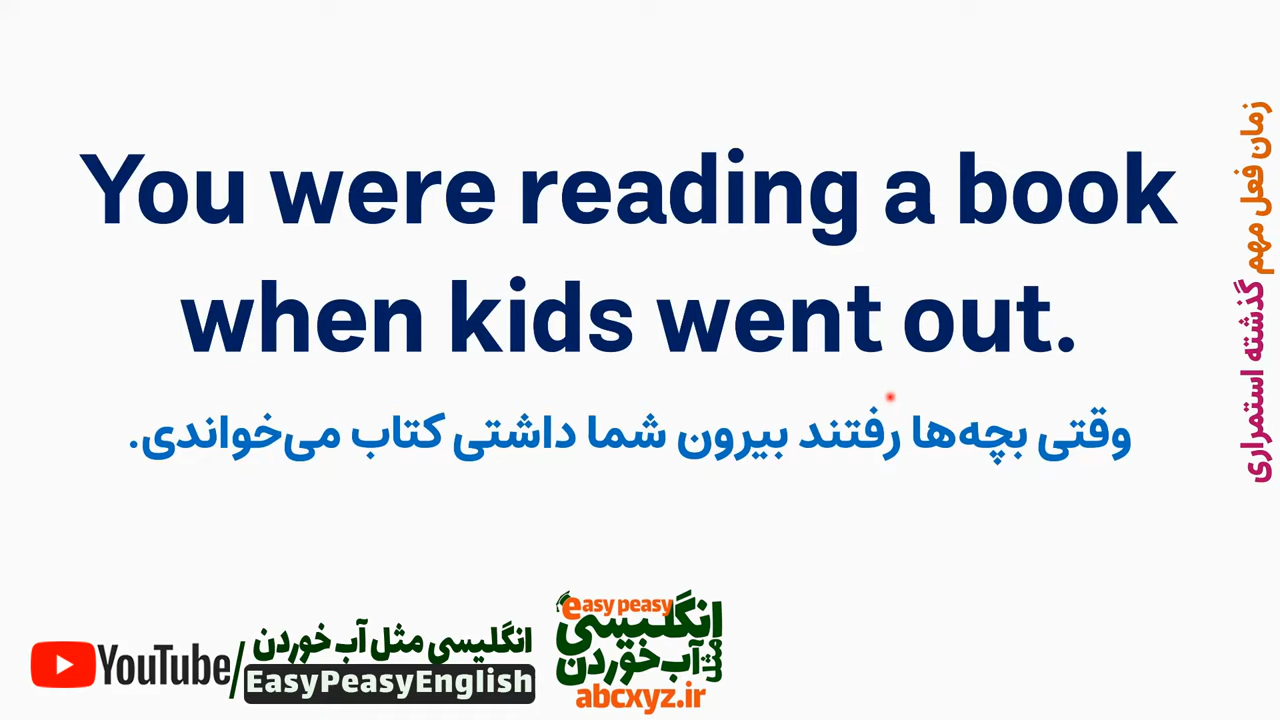 You were reading a book
when kids went out.
وقتی بچه‌ها رفتند بیرون شما داشتی کتاب می‌خواندی.
زمان فعل مهم گذشته استمراری
YouTube/انگلیسی مثل آب خوردن
EasyPeasyEnglish
easy peasy
انگلیسی
مثل آب خوردن
abcxyz.ir